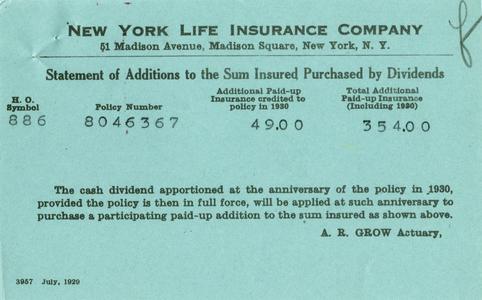 NEW YORK LIFE INSURANCE COMPANY
51 Madison Avenue, Madison Square, New York, N. Y.
Statement of Additions to the Sum Insured Purchased by Dividends
H. O. Symbol
Policy Number
Additional Paid-up Insurance credited to policy in 1930
Total Additional Paid-up Insurance (Including 1930)
886 8046367 49.00 354.00
The cash dividend apportioned at the anniversary of the policy in 1930,
provided the policy is then in full force, will be applied at such anniversary to
purchase a participating paid-up addition to the sum insured as shown above.
A. R. GROW Actuary,
3957 July, 1929